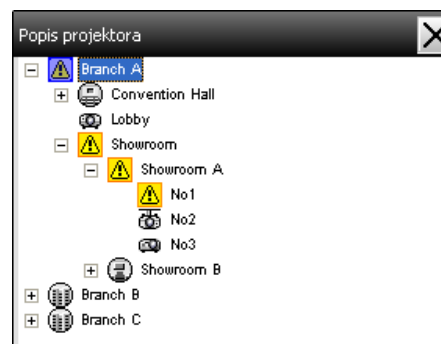 Popis projektora
Branch A
Convention Hall
Lobby
Showroom
Showroom A
No1
No2
No3
Showroom B
Branch B
Branch C